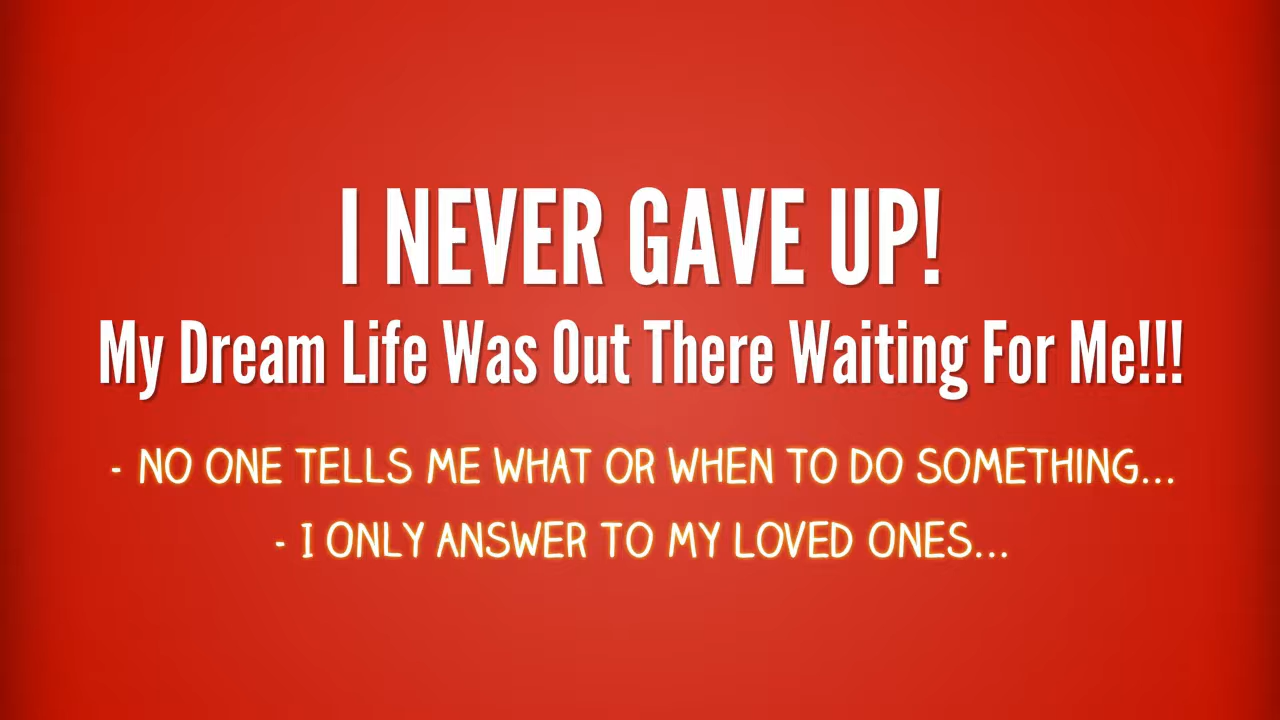 I NEVER GAVE UP!
My Dream Life Was Out There Waiting For Me!!!
- NO ONE TELLS ME WHAT OR WHEN TO DO SOMETHING...
- I ONLY ANSWER TO MY LOVED ONES...